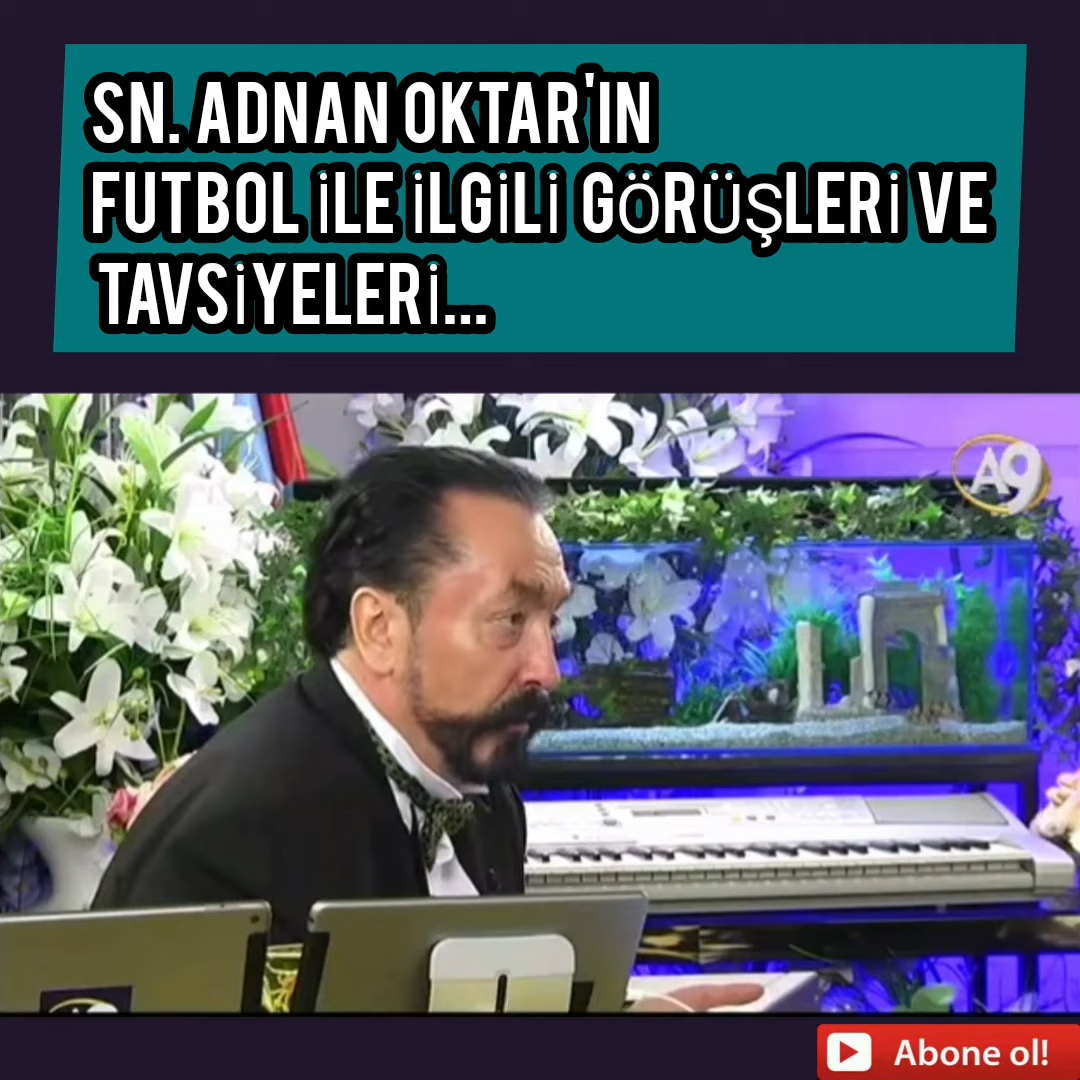 SN. ADNAN OKTAR'IN
FUTBOL İLE İLGİLİ GÖRÜŞLERİ VE
TAVSİYELERİ...
A9
Abone ol!